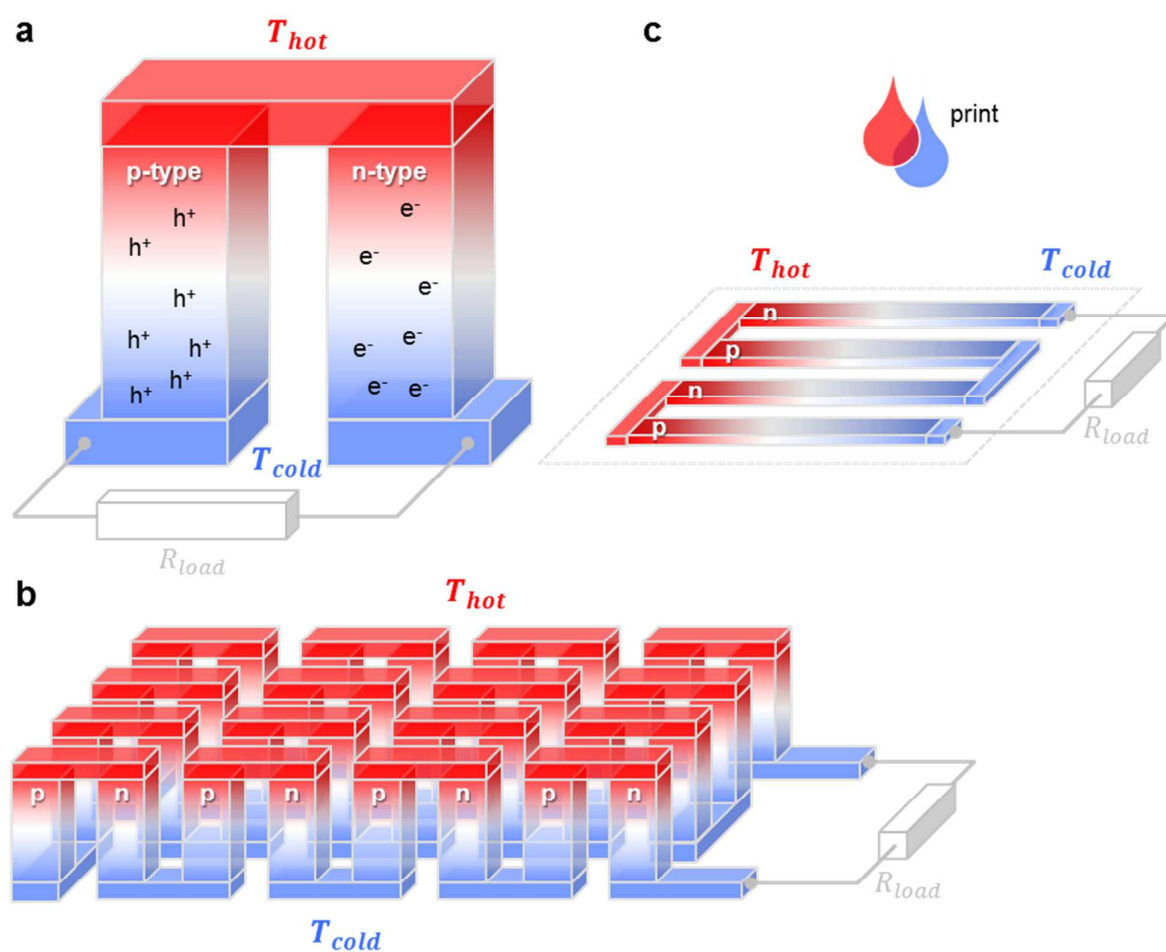 a
T_hot
p-type
n-type
h⁺
e⁻
h⁺
e⁻
h⁺
e⁻
h⁺
e⁻
h⁺
e⁻
h⁺
e⁻
h⁺
e⁻
T_cold
R_load
c
print
T_hot
T_cold
n
p
n
p
R_load
b
T_hot
p n p n p n p n
R_load
T_cold